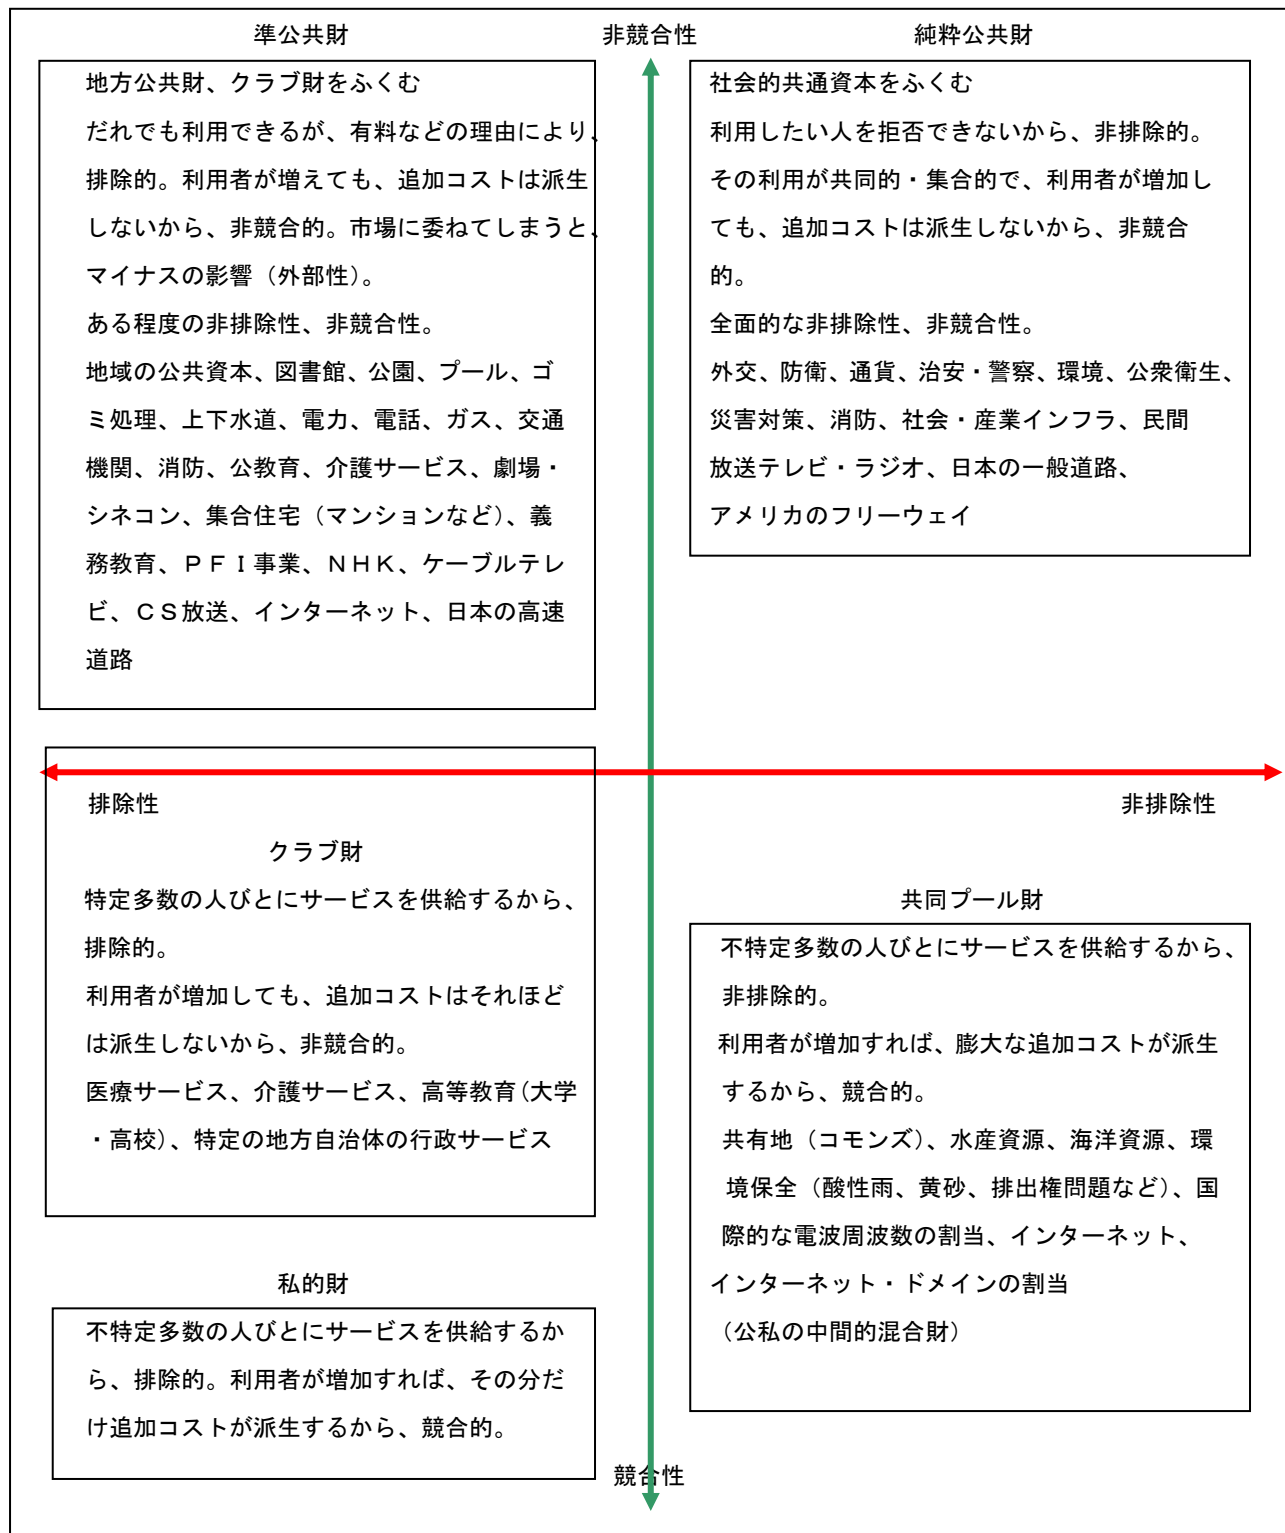 準公共財
非競合性
純粋公共財
地方公共財、クラブ財をふくむ
だれでも利用できるが、有料などの理由により、
排除的。利用者が増えても、追加コストは派生
しないから、非競合的。市場に委ねてしまうと、
マイナスの影響（外部性）。
ある程度の非排除性、非競合性。
地域の公共資本、図書館、公園、プール、ゴ
ミ処理、上下水道、電力、電話、ガス、交通
機関、消防、公教育、介護サービス、劇場・
シネコン、集合住宅（マンションなど）、義
務教育、ＰＦＩ事業、ＮＨＫ、ケーブルテレ
ビ、ＣＳ放送、インターネット、日本の高速
道路
社会的共通資本をふくむ
利用したい人を拒否できないから、非排除的。
その利用が共同的・集合的で、利用者が増加し
ても、追加コストは派生しないから、非競合
的。
全面的な非排除性、非競合性。
外交、防衛、通貨、治安・警察、環境、公衆衛生、
災害対策、消防、社会・産業インフラ、民間
放送テレビ・ラジオ、日本の一般道路、
アメリカのフリーウェイ
排除性
非排除性
クラブ財
特定多数の人びとにサービスを供給するから、
排除的。
利用者が増加しても、追加コストはそれほど
は派生しないから、非競合的。
医療サービス、介護サービス、高等教育（大学
・高校）、特定の地方自治体の行政サービス
共同プール財
不特定多数の人びとにサービスを供給するから、
非排除的。
利用者が増加すれば、膨大な追加コストが派生
するから、競合的。
共有地（コモンズ）、水産資源、海洋資源、環
境保全（酸性雨、黄砂、排出権問題など）、国
際的な電波周波数の割当、インターネット、
インターネット・ドメインの割当
（公私の中間的混合財）
私的財
不特定多数の人びとにサービスを供給するか
ら、排除的。利用者が増加すれば、その分だ
け追加コストが派生するから、競合的。
競合性